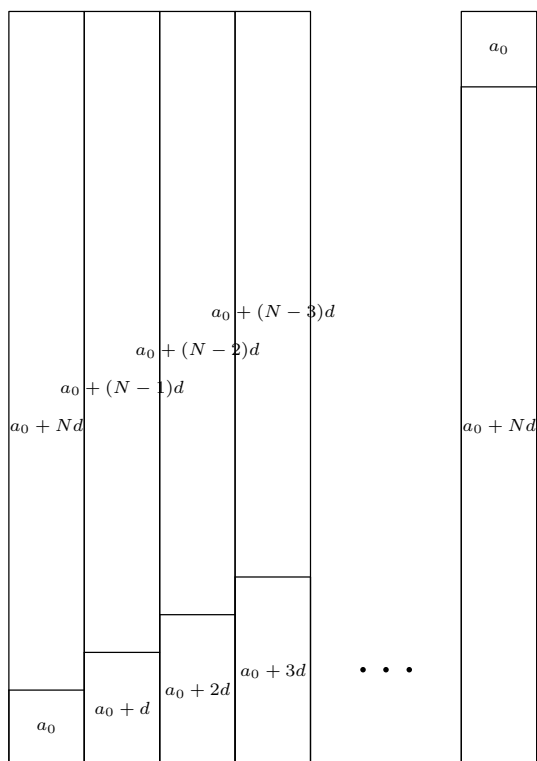 $a_0$
$a_0 + (N-3)d$
$a_0 + (N-2)d$
$a_0 + (N-1)d$
$a_0 + Nd$ $a_0 + Nd$
$a_0 + 3d$ • • •
$a_0 + 2d$
$a_0 + d$
$a_0$